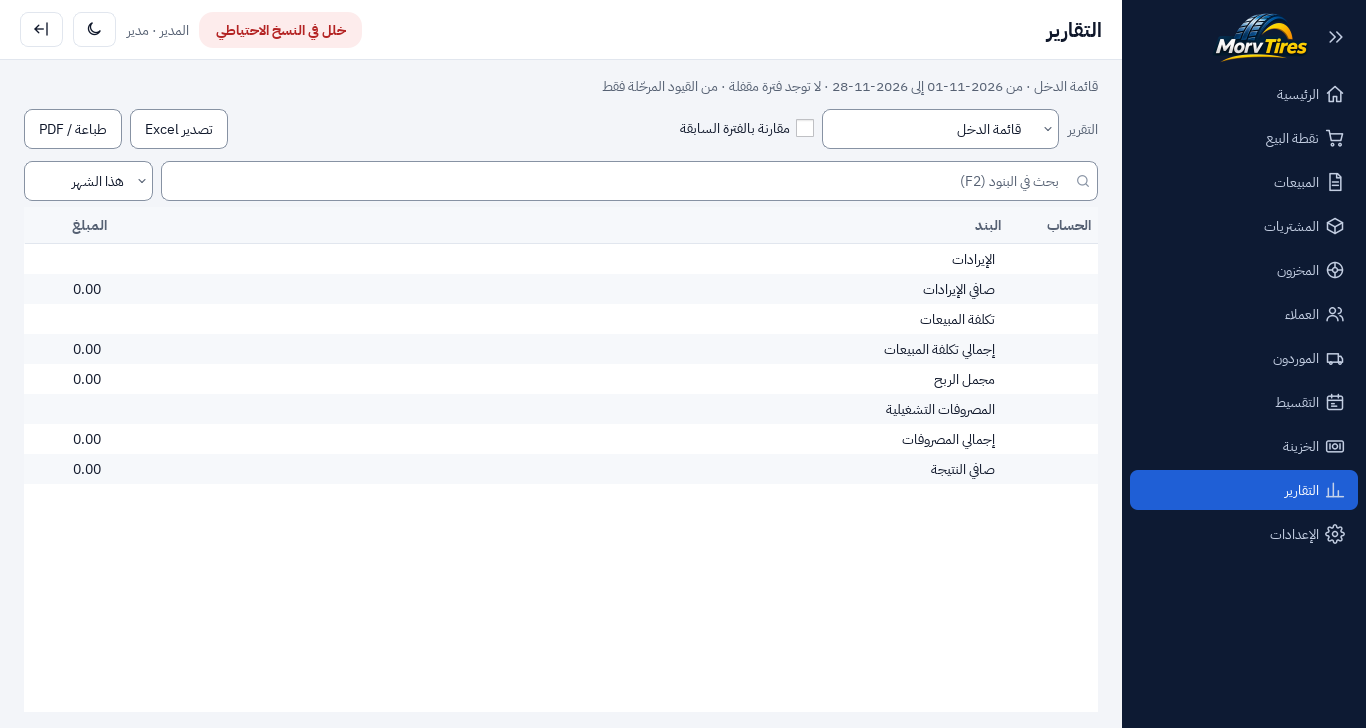 MorvTires
الرئيسية
نقطة البيع
المبيعات
المشتريات
المخزون
العملاء
الموردون
التقسيط
الخزينة
التقارير
الإعدادات
التقارير
خلل في النسخ الاحتياطي
المدير · مدير
قائمة الدخل · من 2026-11-01 إلى 2026-11-28 · لا توجد فترة مقفلة · من القيود المرحّلة فقط
التقرير
قائمة الدخل
مقارنة بالفترة السابقة
تصدير Excel
طباعة / PDF
بحث في البنود (F2)
هذا الشهر
الحساب البند المبلغ
الإيرادات
صافي الإيرادات 0.00
تكلفة المبيعات
إجمالي تكلفة المبيعات 0.00
مجمل الربح 0.00
المصروفات التشغيلية
إجمالي المصروفات 0.00
صافي النتيجة 0.00